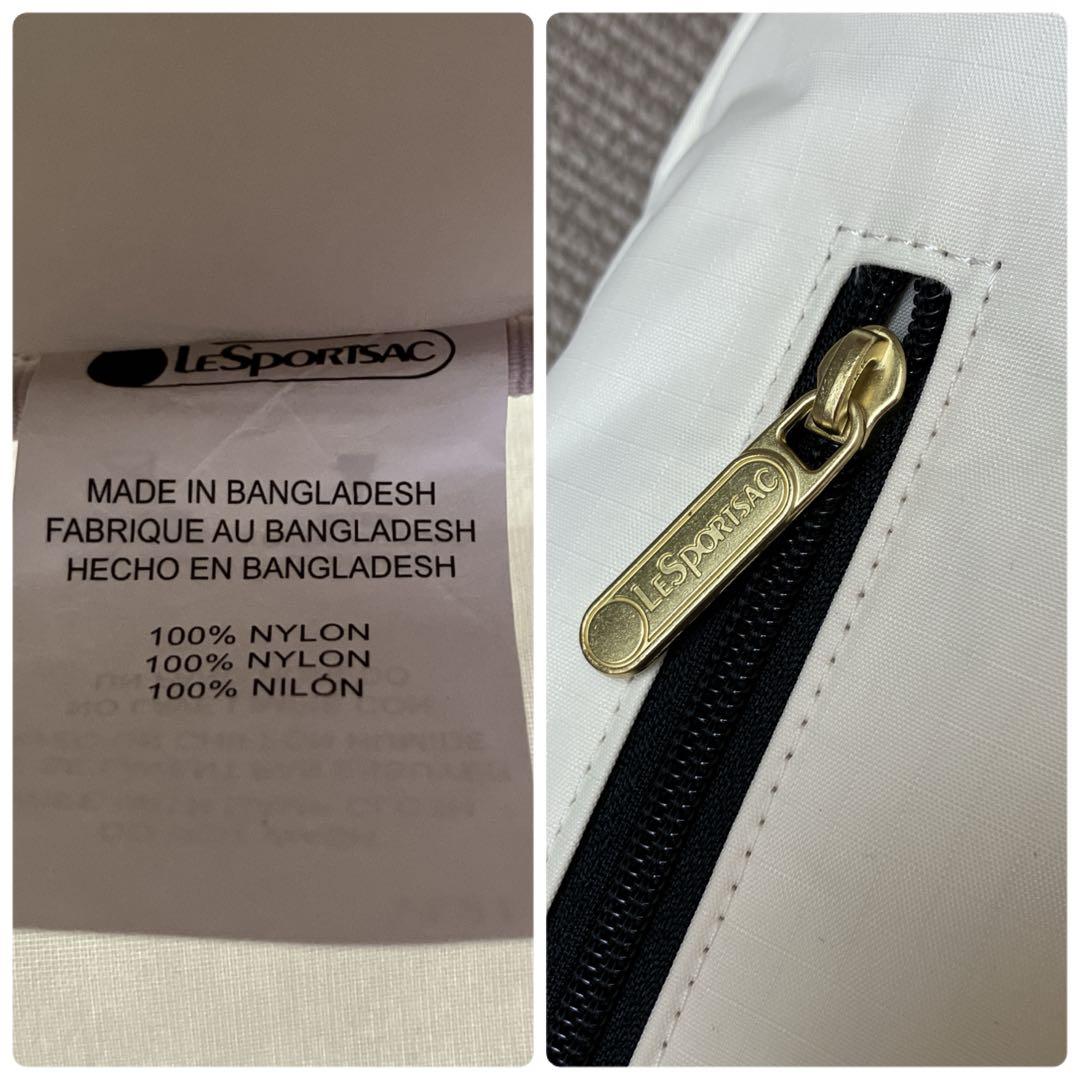 LESPORTSAC
MADE IN BANGLADESH
FABRIQUE AU BANGLADESH
HECHO EN BANGLADESH
100% NYLON
100% NYLON
100% NILÓN
LESPORTSAC